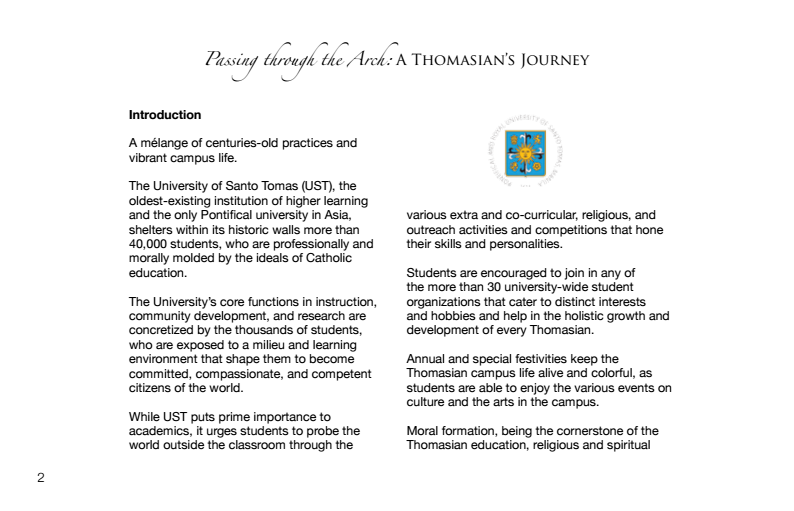 Passing through the Arch: A THOMASIAN'S JOURNEY
Introduction
A mélange of centuries-old practices and
vibrant campus life.
The University of Santo Tomas (UST), the
oldest-existing institution of higher learning
and the only Pontifical university in Asia,
shelters within its historic walls more than
40,000 students, who are professionally and
morally molded by the ideals of Catholic
education.
The University's core functions in instruction,
community development, and research are
concretized by the thousands of students,
who are exposed to a milieu and learning
environment that shape them to become
committed, compassionate, and competent
citizens of the world.
While UST puts prime importance to
academics, it urges students to probe the
world outside the classroom through the
PONTIFICAL AND ROYAL UNIVERSITY OF SANTO TOMAS, MANILA
various extra and co-curricular, religious, and
outreach activities and competitions that hone
their skills and personalities.
Students are encouraged to join in any of
the more than 30 university-wide student
organizations that cater to distinct interests
and hobbies and help in the holistic growth and
development of every Thomasian.
Annual and special festivities keep the
Thomasian campus life alive and colorful, as
students are able to enjoy the various events on
culture and the arts in the campus.
Moral formation, being the cornerstone of the
Thomasian education, religious and spiritual
2